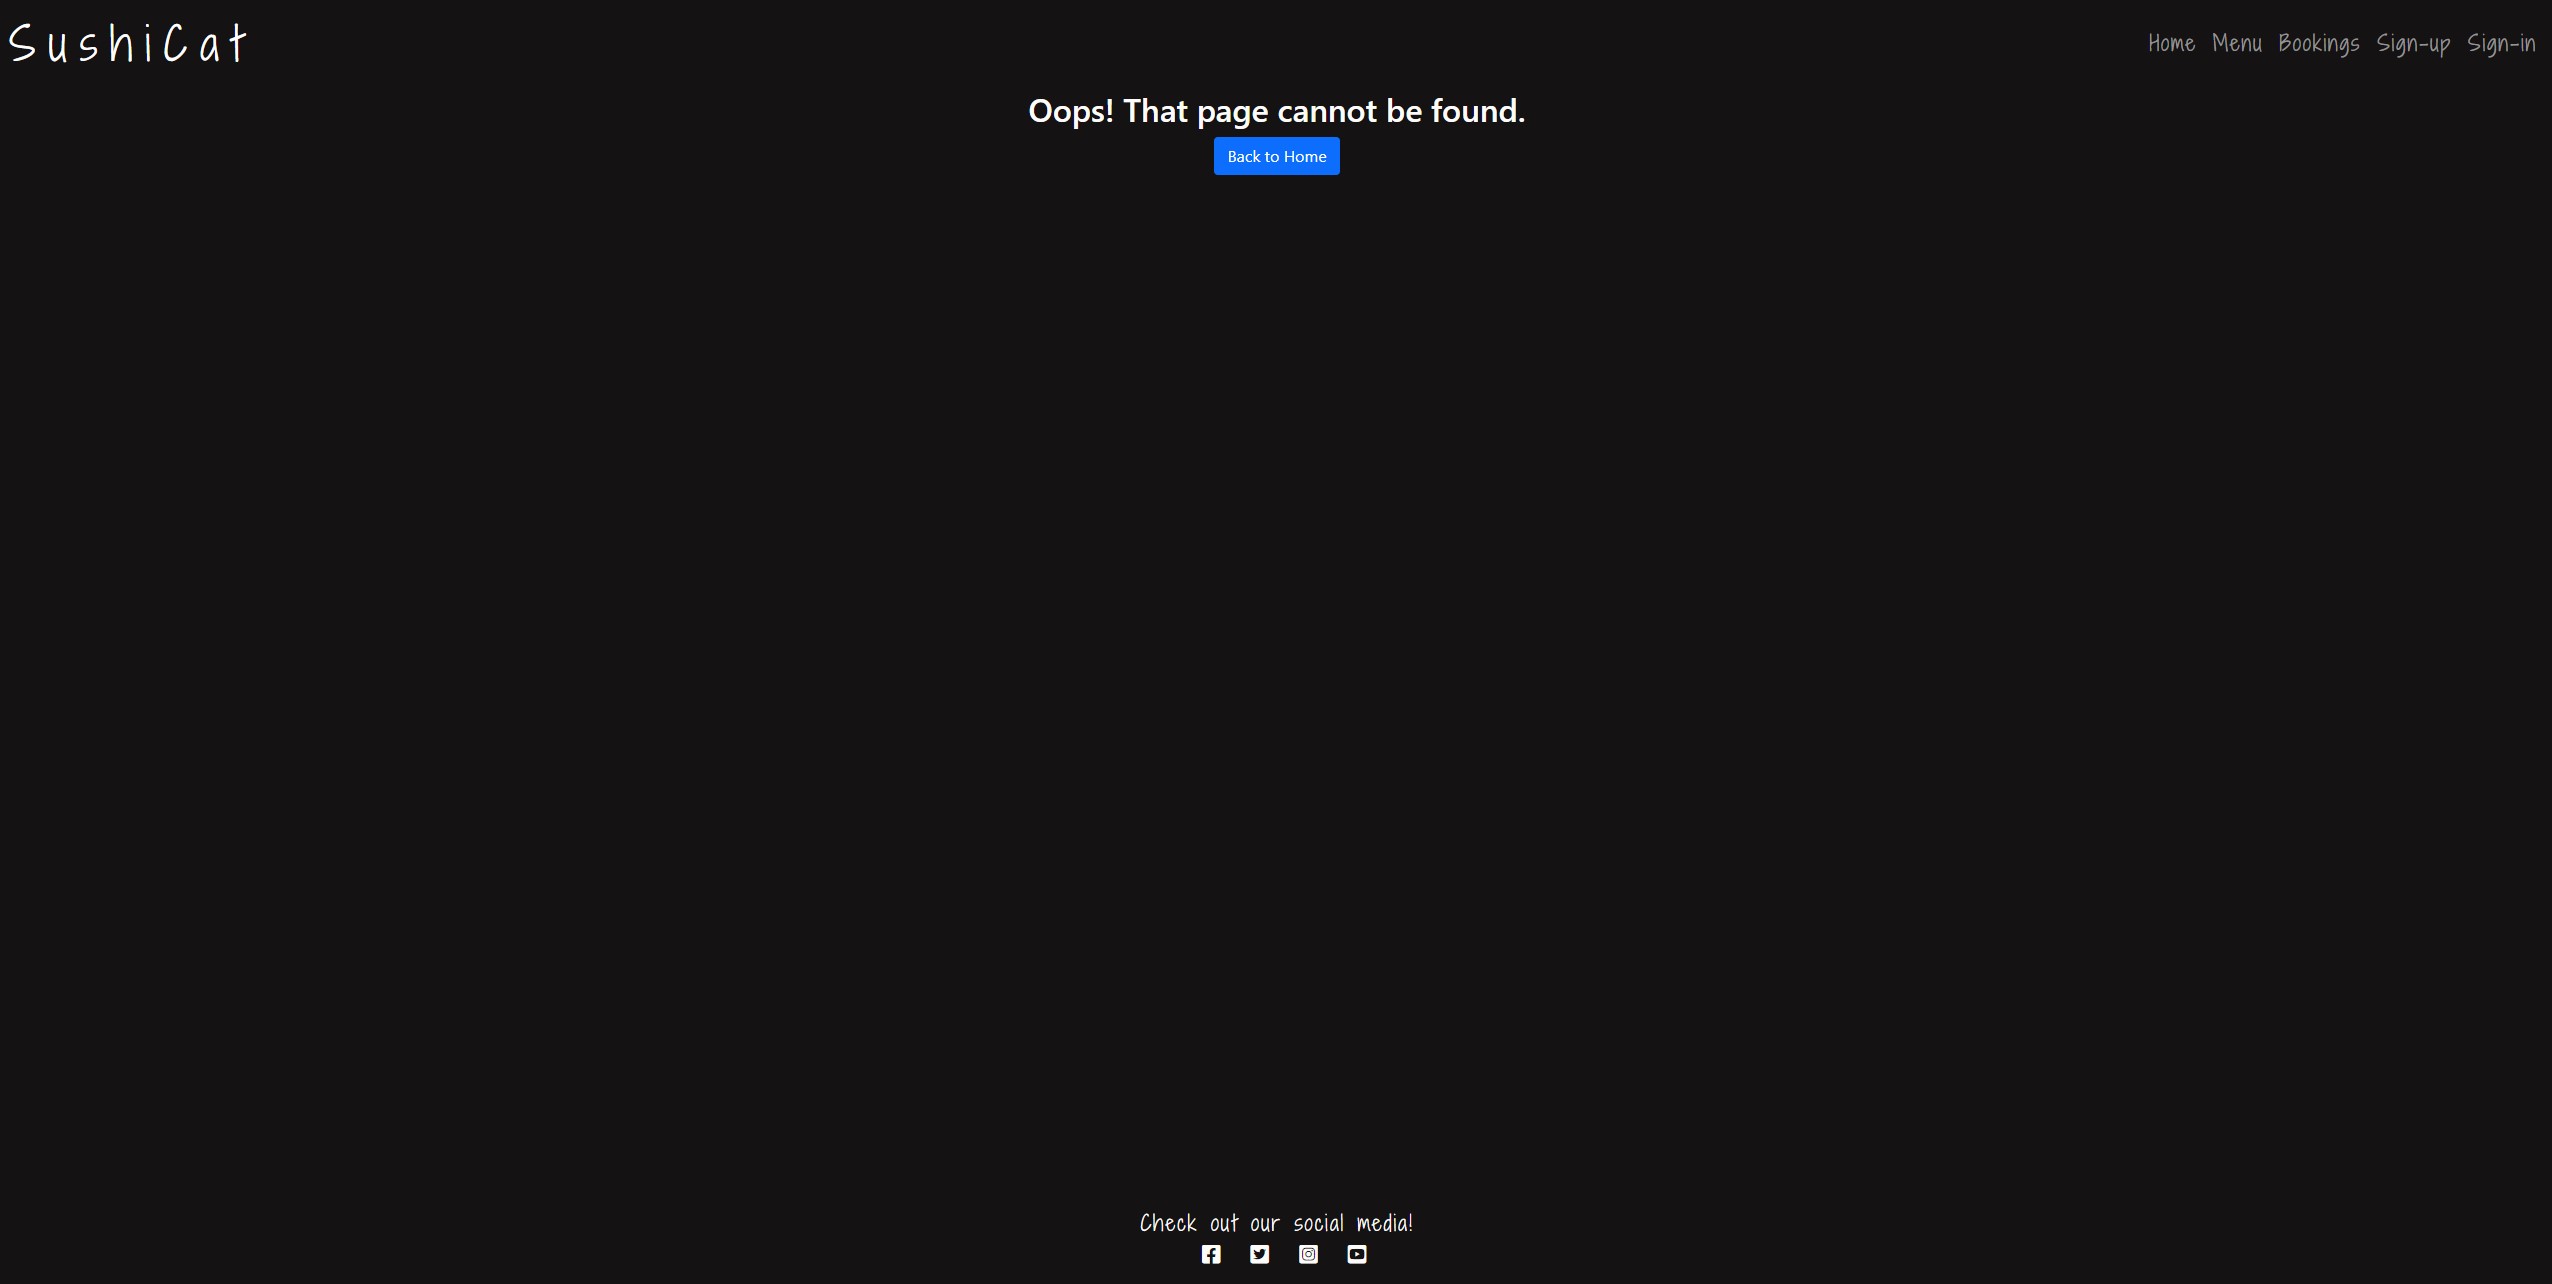 SushiCat
Home Menu Bookings Sign-up Sign-in
Oops! That page cannot be found.
Back to Home
Check out our social media!